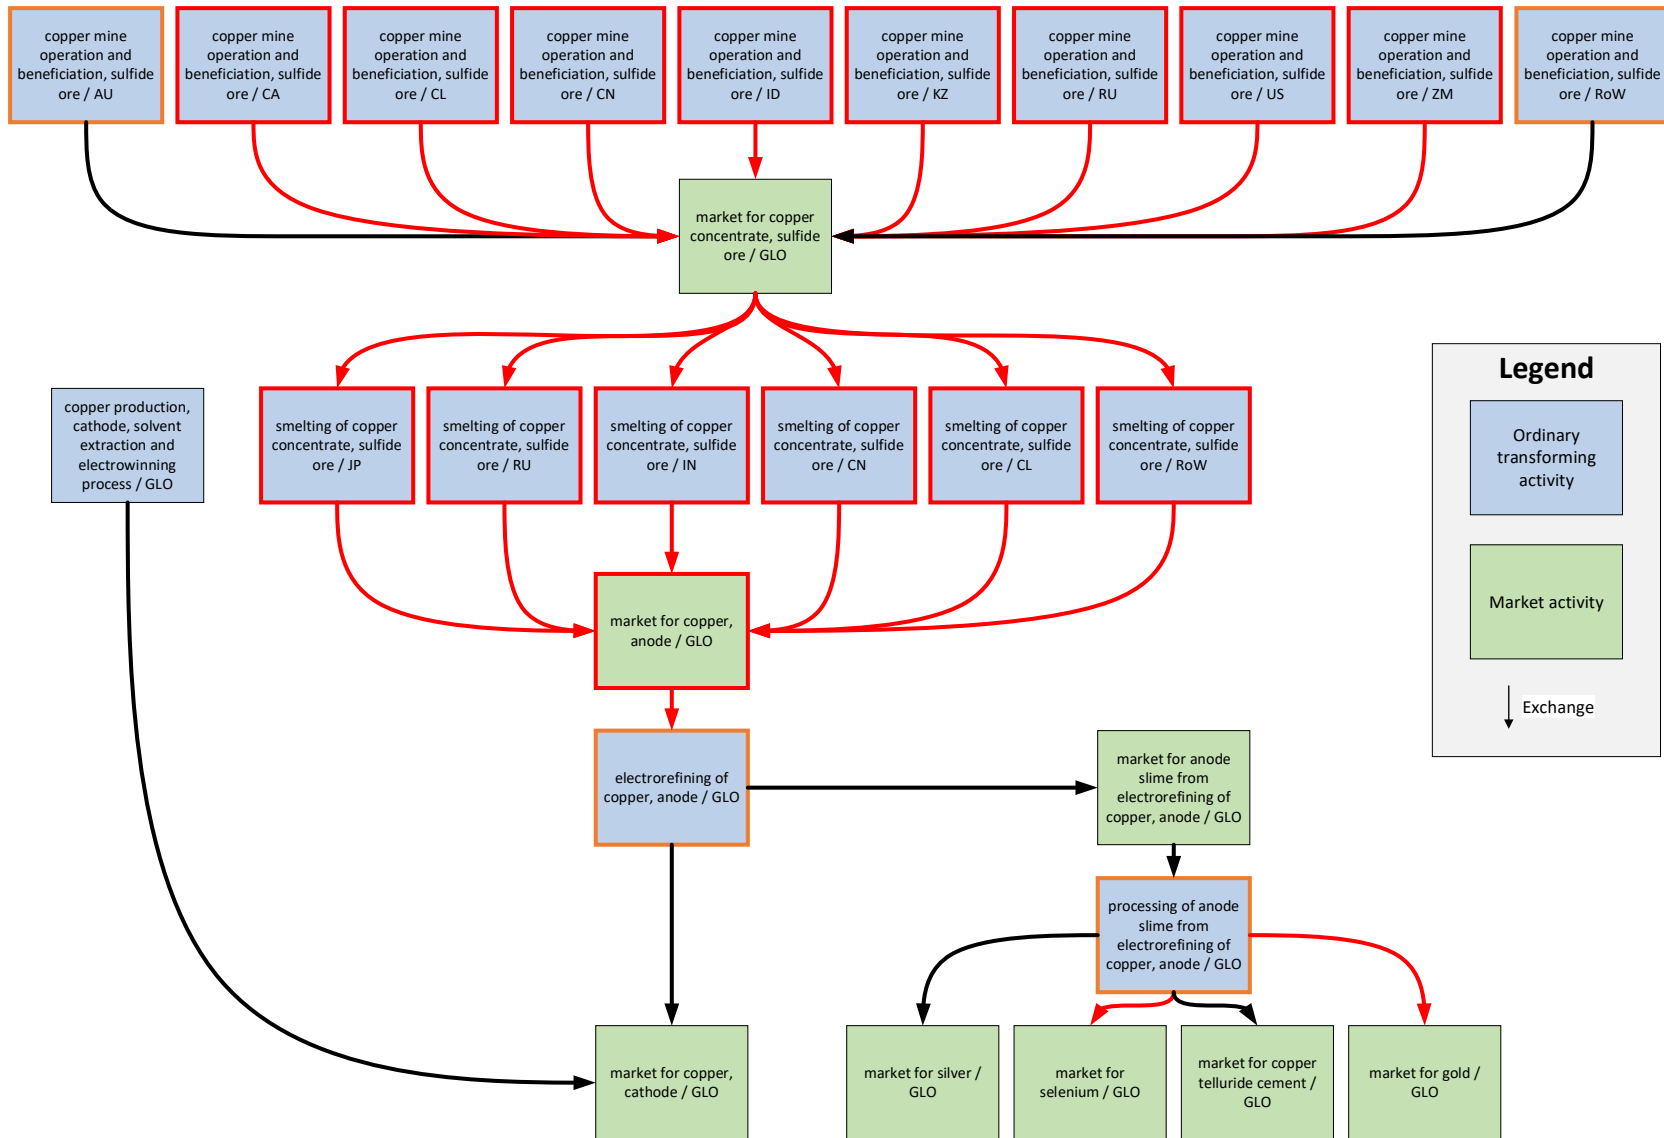 copper mine
operation and
beneficiation, sulfide
ore / AU
copper mine
operation and
beneficiation, sulfide
ore / CA
copper mine
operation and
beneficiation, sulfide
ore / CL
copper mine
operation and
beneficiation, sulfide
ore / CN
copper mine
operation and
beneficiation, sulfide
ore / ID
copper mine
operation and
beneficiation, sulfide
ore / KZ
copper mine
operation and
beneficiation, sulfide
ore / RU
copper mine
operation and
beneficiation, sulfide
ore / US
copper mine
operation and
beneficiation, sulfide
ore / ZM
copper mine
operation and
beneficiation, sulfide
ore / RoW
market for copper
concentrate, sulfide
ore / GLO
copper production,
cathode, solvent
extraction and
electrowinning
process / GLO
smelting of copper
concentrate, sulfide
ore / JP
smelting of copper
concentrate, sulfide
ore / RU
smelting of copper
concentrate, sulfide
ore / IN
smelting of copper
concentrate, sulfide
ore / CN
smelting of copper
concentrate, sulfide
ore / CL
smelting of copper
concentrate, sulfide
ore / RoW
Legend
Ordinary
transforming
activity
Market activity
Exchange
market for copper,
anode / GLO
electrorefining of
copper, anode / GLO
market for anode
slime from
electrorefining of
copper, anode / GLO
processing of anode
slime from
electrorefining of
copper, anode / GLO
market for copper,
cathode / GLO
market for silver /
GLO
market for
selenium / GLO
market for copper
telluride cement /
GLO
market for gold /
GLO